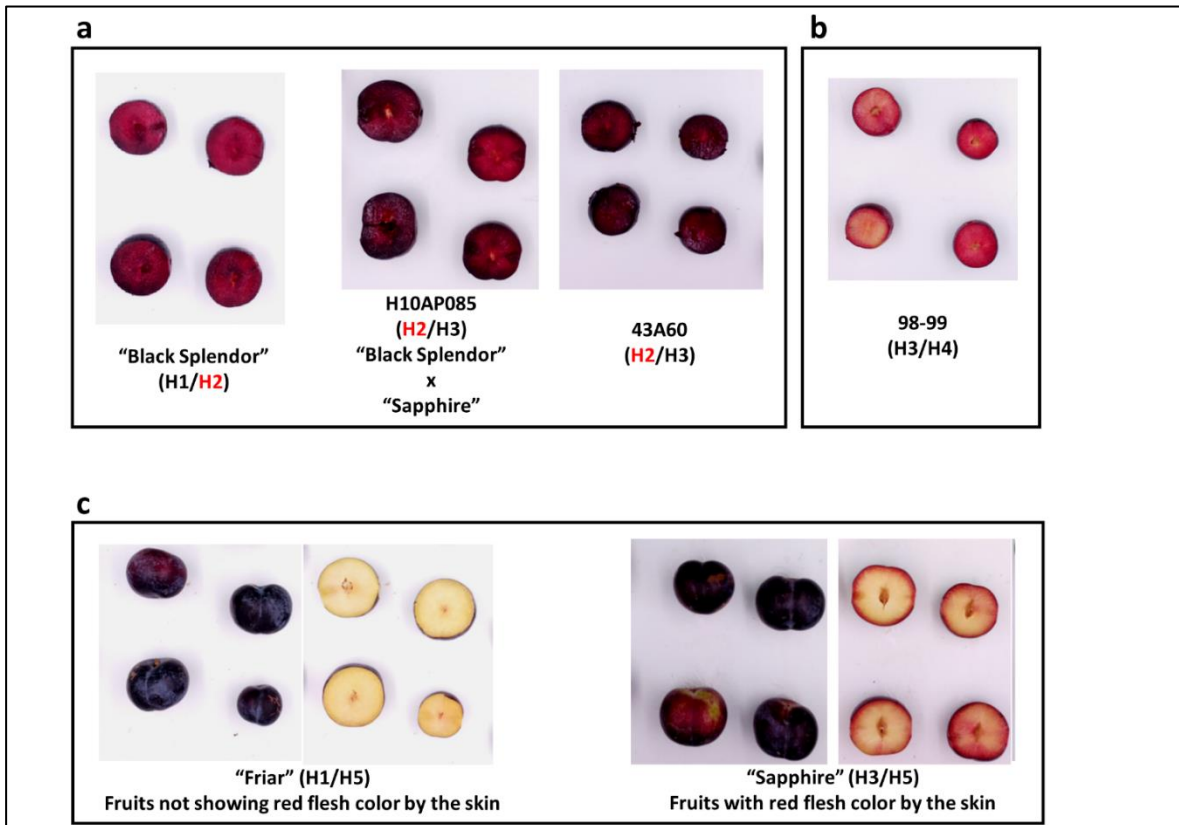 a
"Black Splendor"
(H1/H2)
H10AP085
(H2/H3)
"Black Splendor"
x
"Sapphire"
43A60
(H2/H3)
b
98-99
(H3/H4)
c
"Friar" (H1/H5)
Fruits not showing red flesh color by the skin
"Sapphire" (H3/H5)
Fruits with red flesh color by the skin